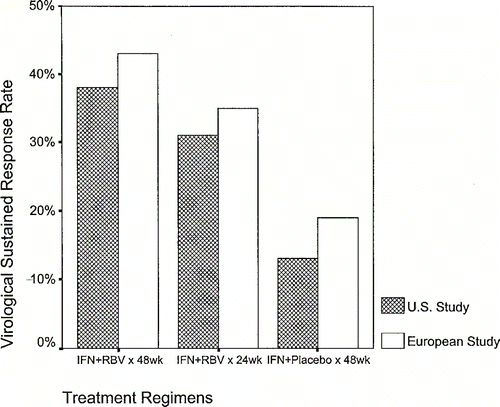 50%
40%
30%
20%
10%
0%
Virological Sustained Response Rate
IFN+RBV x 48wk
IFN+RBV x 24wk
IFN+Placebo x 48wk
Treatment Regimens
U.S. Study
European Study